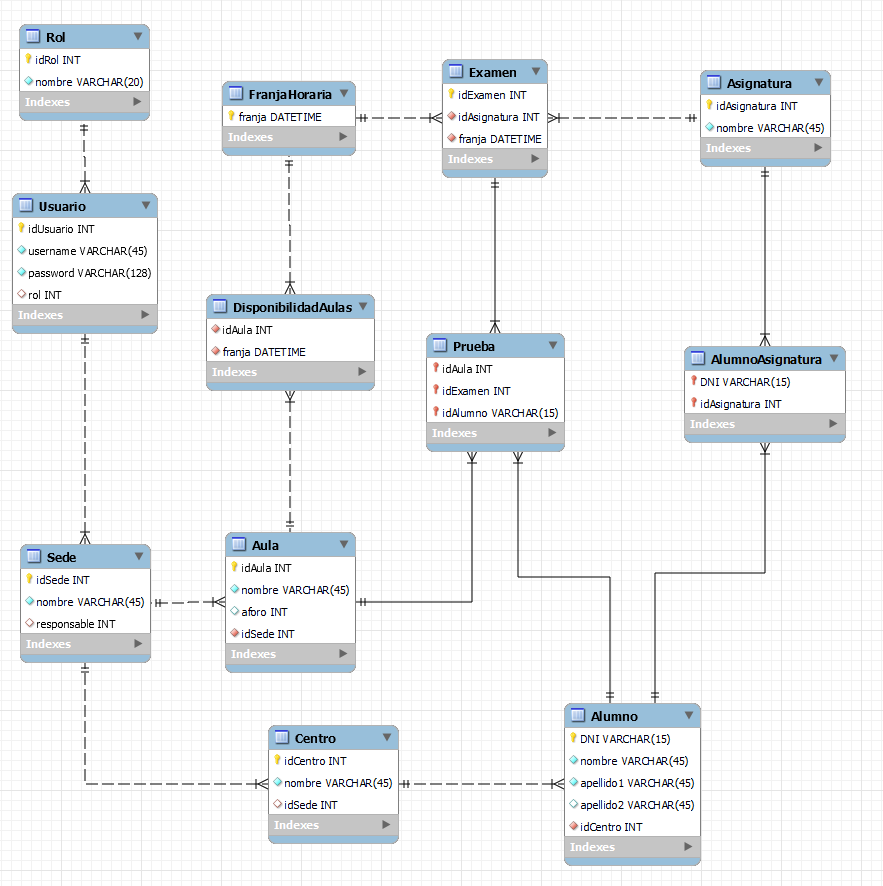 Rol
idRol INT
nombre VARCHAR(20)
Indexes
Usuario
idUsuario INT
username VARCHAR(45)
password VARCHAR(128)
rol INT
Indexes
Sede
idSede INT
nombre VARCHAR(45)
responsable INT
Indexes
FranjaHoraria
franja DATETIME
Indexes
DisponibilidadAulas
idAula INT
franja DATETIME
Indexes
Aula
idAula INT
nombre VARCHAR(45)
aforo INT
idSede INT
Indexes
Centro
idCentro INT
nombre VARCHAR(45)
idSede INT
Indexes
Examen
idExamen INT
idAsignatura INT
franja DATETIME
Indexes
Prueba
idAula INT
idExamen INT
idAlumno VARCHAR(15)
Indexes
Asignatura
idAsignatura INT
nombre VARCHAR(45)
Indexes
AlumnoAsignatura
DNI VARCHAR(15)
idAsignatura INT
Indexes
Alumno
DNI VARCHAR(15)
nombre VARCHAR(45)
apellido1 VARCHAR(45)
apellido2 VARCHAR(45)
idCentro INT
Indexes